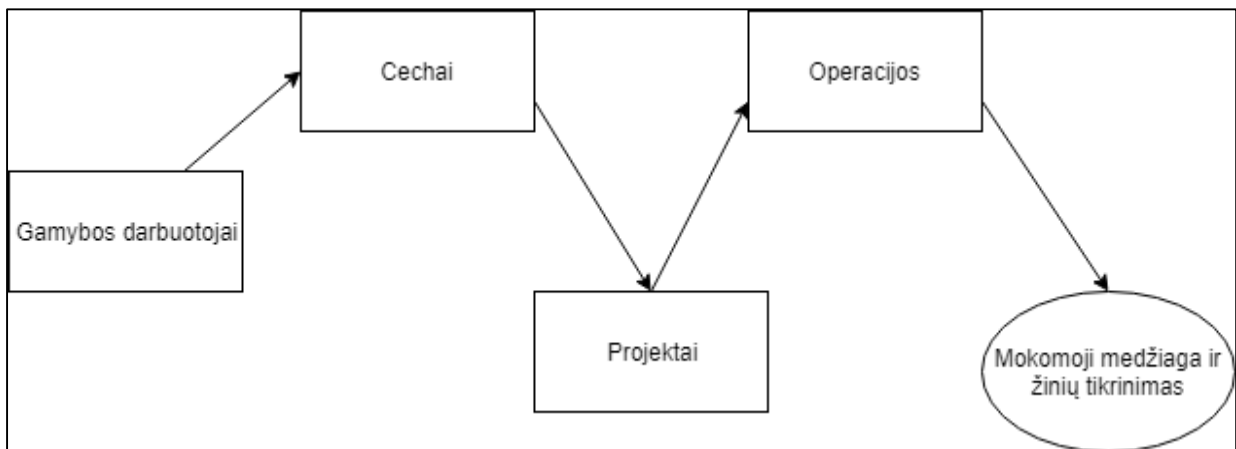 Cechai
Operacijos
Gamybos darbuotojai
Projektai
Mokomoji medžiaga ir
žinių tikrinimas